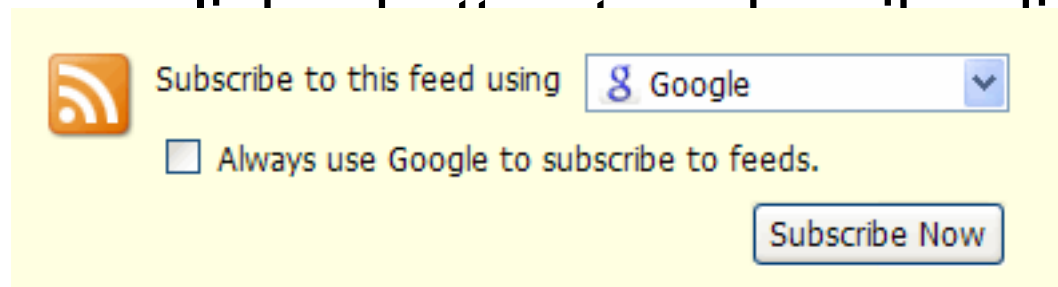 Subscribe to this feed using
g Google
Always use Google to subscribe to feeds.
Subscribe Now